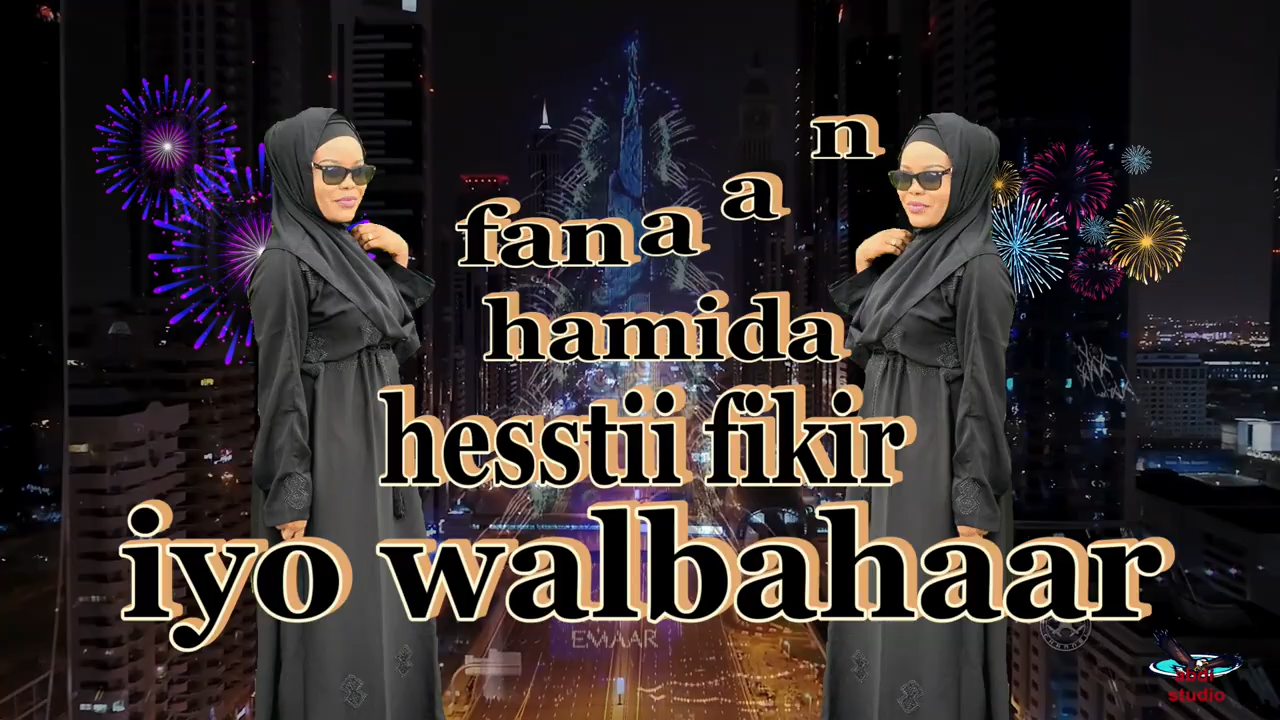 fanaan
hamida
hesstii fikir
iyo walbahaar
EMAAR
abdi
studio